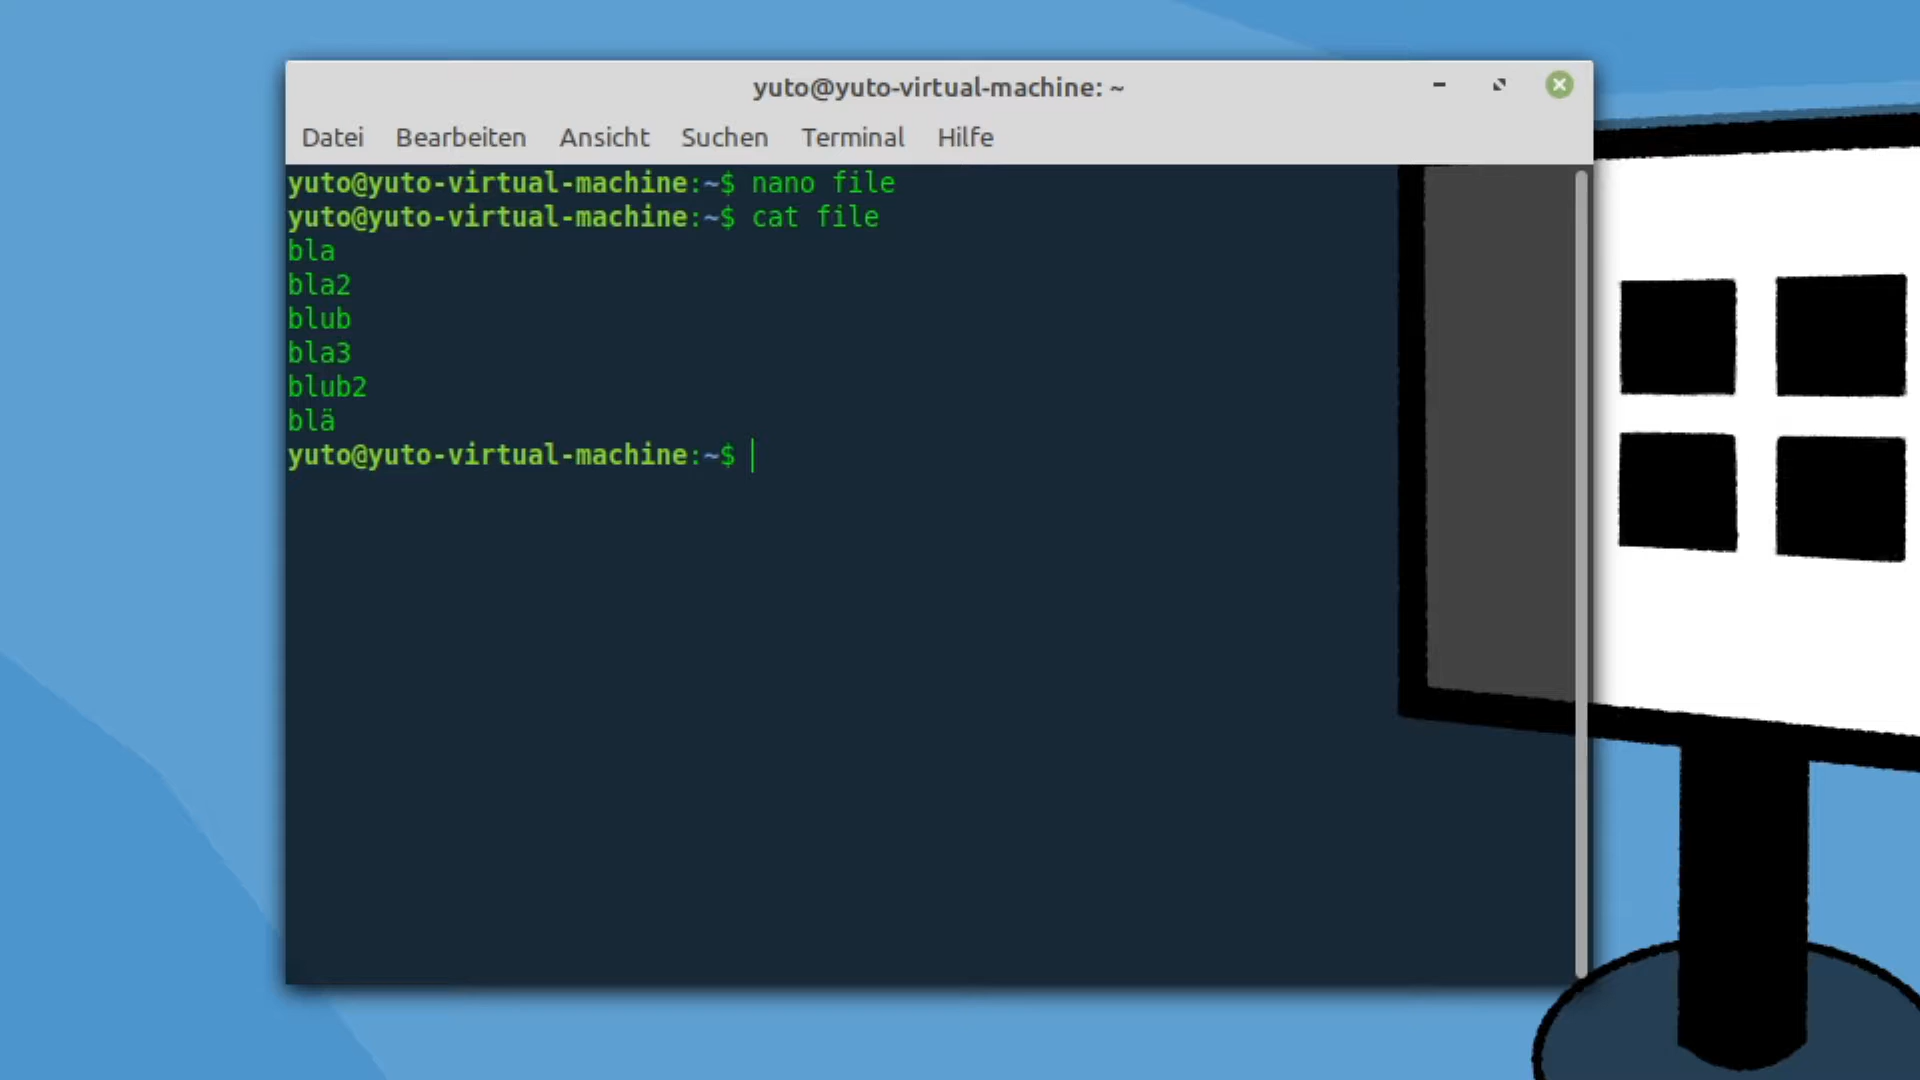 yuto@yuto-virtual-machine: ~
Datei Bearbeiten Ansicht Suchen Terminal Hilfe
yuto@yuto-virtual-machine:~$ nano file
yuto@yuto-virtual-machine:~$ cat file
bla
bla2
blub
bla3
blub2
blä
yuto@yuto-virtual-machine:~$